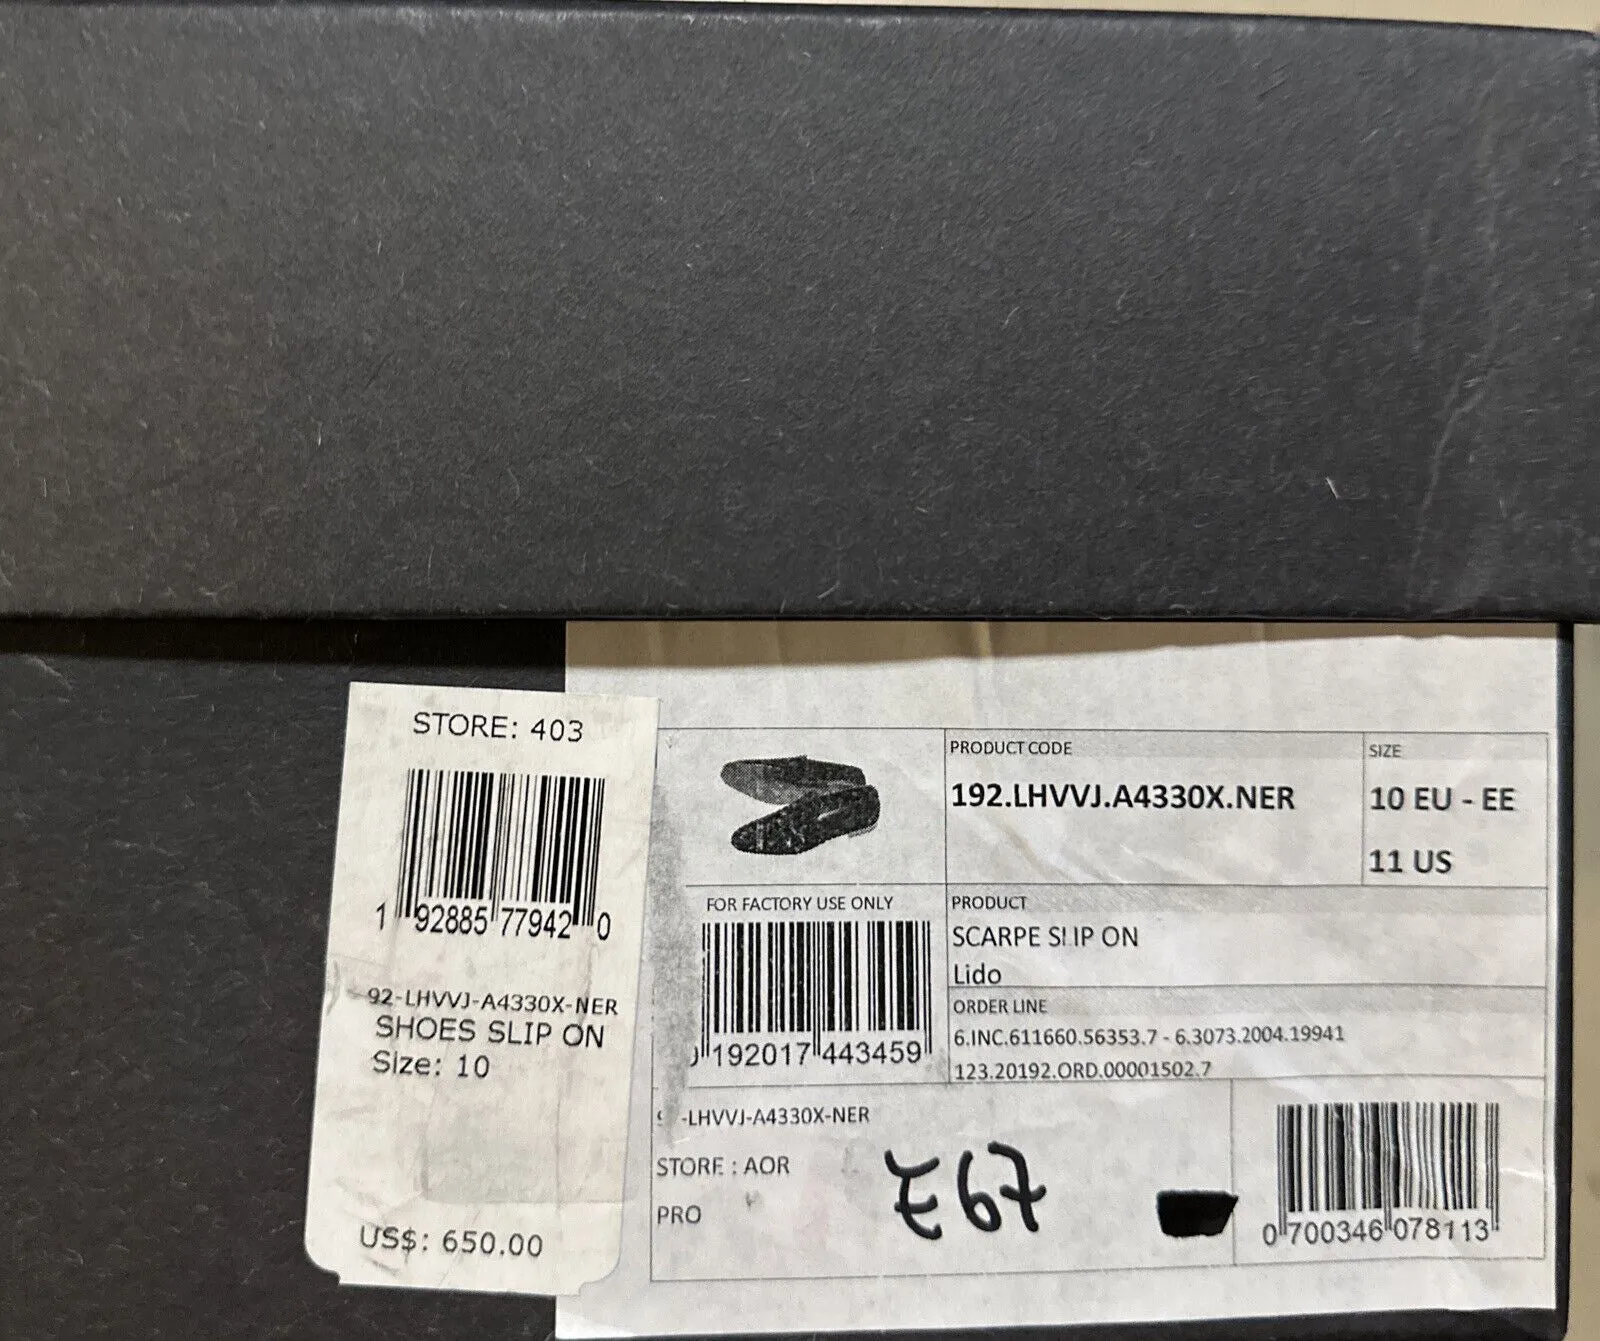 STORE: 403
1 92885 77942 0
92-LHVVJ-A4330X-NER
SHOES SLIP ON
Size: 10
US$: 650.00
PRODUCT CODE
192.LHVVJ.A4330X.NER
SIZE
10 EU - EE
11 US
FOR FACTORY USE ONLY
192017 443459
PRODUCT
SCARPE SLIP ON
Lido
ORDER LINE
6.INC.611660.56353.7 - 6.3073.2004.19941
123.20192.ORD.00001502.7
-LHVVJ-A4330X-NER
STORE : AOR
PRO
E67
0 700346 078113